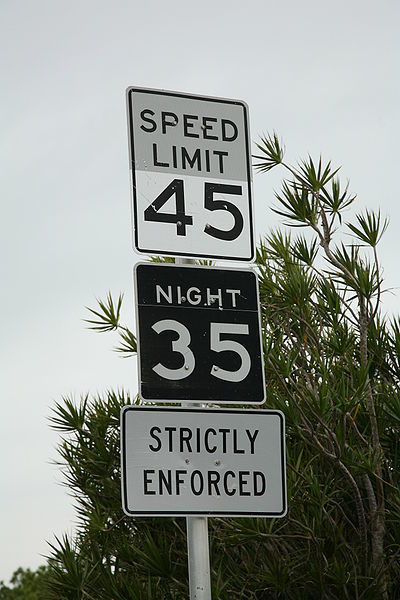 SPEED
LIMIT
45
NIGHT
35
STRICTLY
ENFORCED